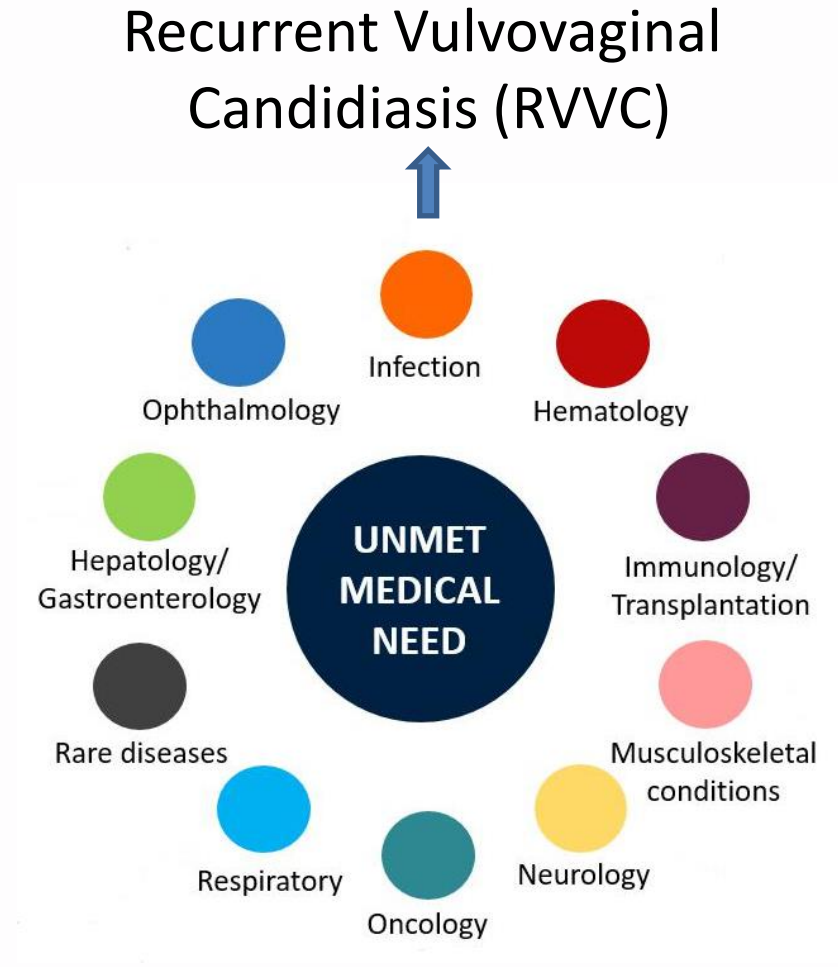 Recurrent Vulvovaginal
Candidiasis (RVVC)
Infection
Ophthalmology
Hematology
Hepatology/
Gastroenterology
UNMET
MEDICAL
NEED
Immunology/
Transplantation
Rare diseases
Musculoskeletal
conditions
Respiratory
Neurology
Oncology